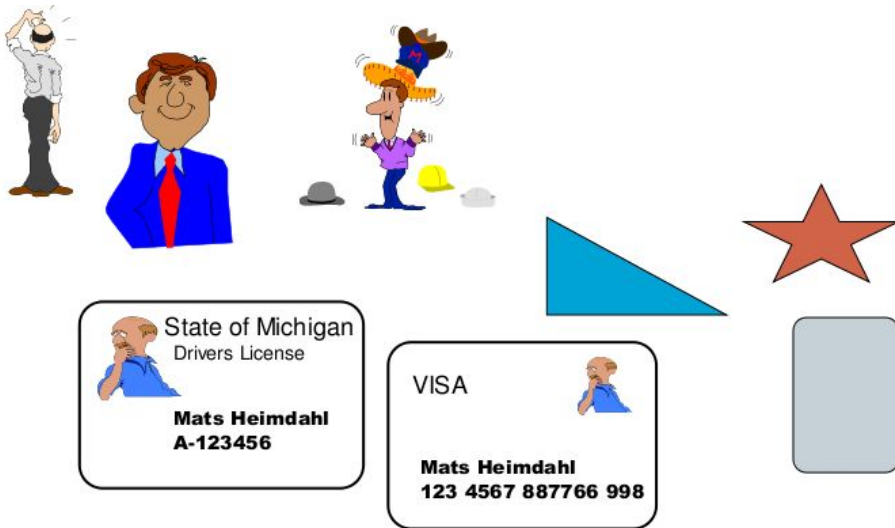 M
State of Michigan
Drivers License
Mats Heimdahl
A-123456
VISA
Mats Heimdahl
123 4567 887766 998